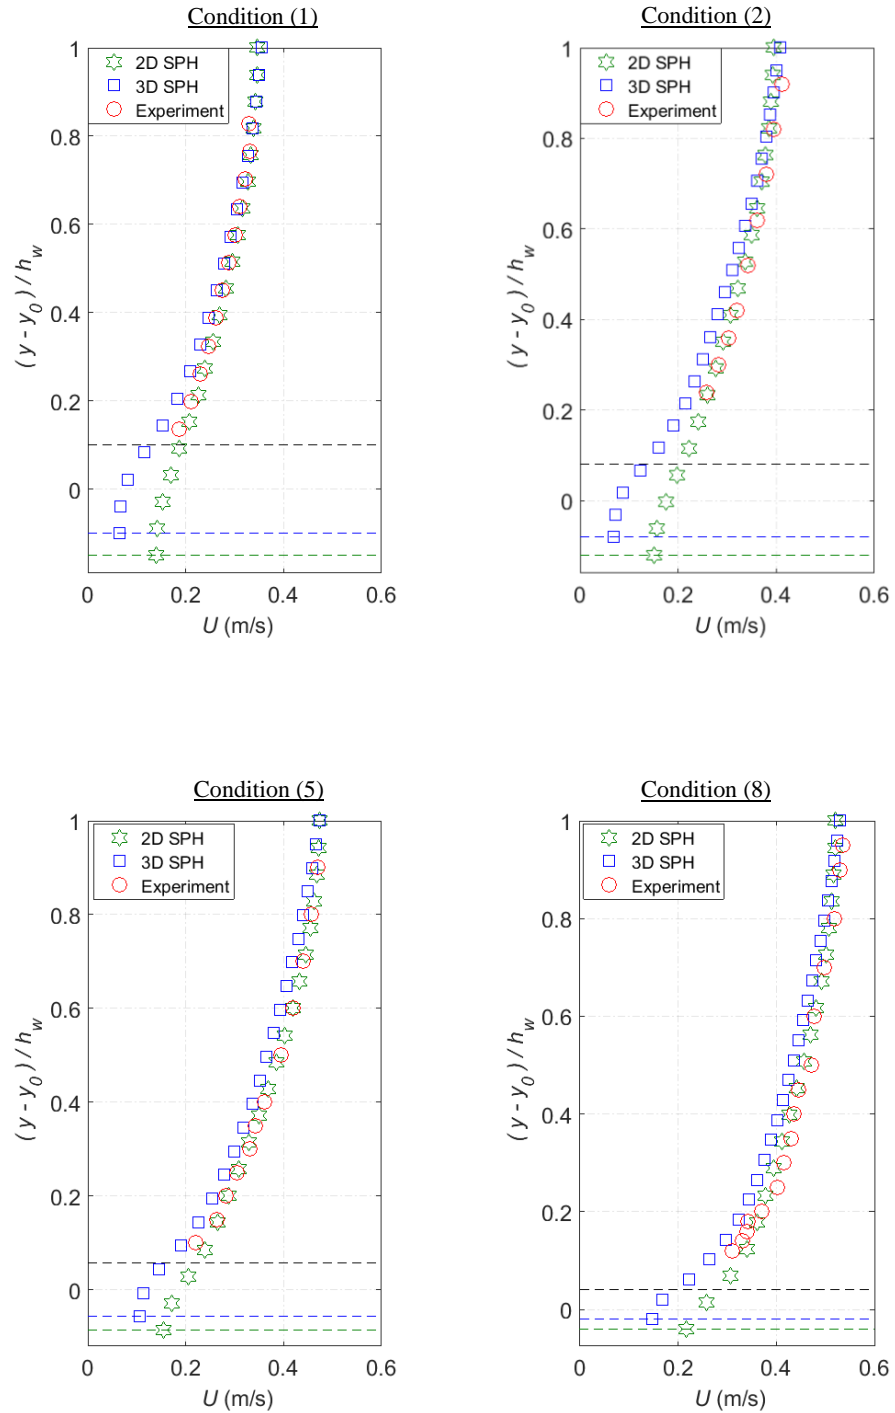 Condition (1)
2D SPH
3D SPH
Experiment
1
0.8
0.6
0.4
0.2
0
(y - y0) / hw
0
0.2
0.4
0.6
U (m/s)
Condition (2)
2D SPH
3D SPH
Experiment
1
0.8
0.6
0.4
0.2
0
(y - y0) / hw
0
0.2
0.4
0.6
U (m/s)
Condition (5)
2D SPH
3D SPH
Experiment
1
0.8
0.6
0.4
0.2
0
(y - y0) / hw
0
0.2
0.4
0.6
U (m/s)
Condition (8)
2D SPH
3D SPH
Experiment
1
0.8
0.6
0.4
0.2
0
(y - y0) / hw
0
0.2
0.4
0.6
U (m/s)